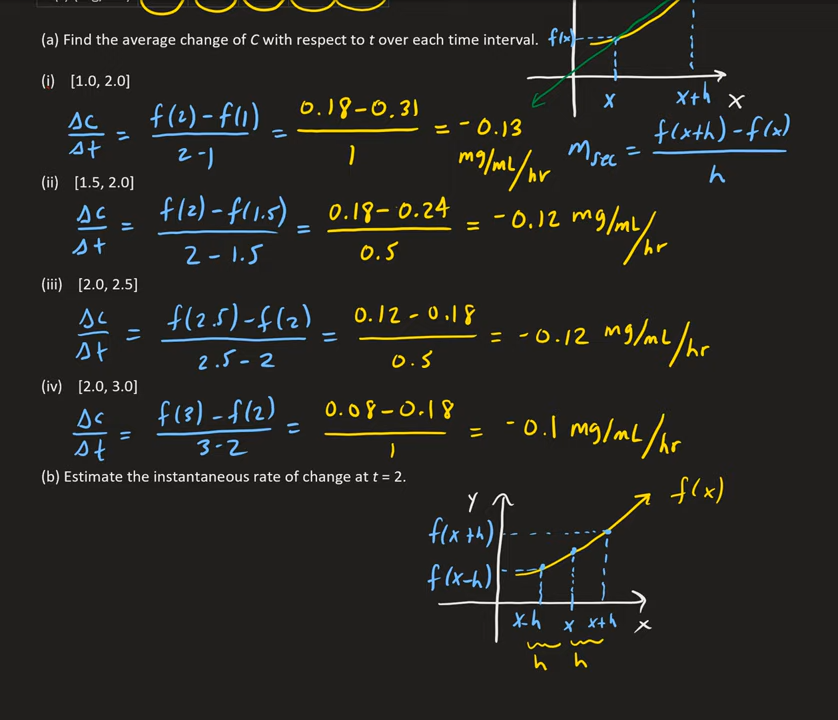 (a) Find the average change of C with respect to t over each time interval.
f(x)
x
x+h
x
(i) [1.0, 2.0]
Δc/Δt = f(2)-f(1)/2-1 = 0.18-0.31/1 = -0.13 mg/mL/hr
m sec = f(x+h)-f(x)/h
(ii) [1.5, 2.0]
Δc/Δt = f(2)-f(1.5)/2-1.5 = 0.18-0.24/0.5 = -0.12 mg/mL/hr
(iii) [2.0, 2.5]
Δc/Δt = f(2.5)-f(2)/2.5-2 = 0.12-0.18/0.5 = -0.12 mg/mL/hr
(iv) [2.0, 3.0]
Δc/Δt = f(3)-f(2)/3-2 = 0.08-0.18/1 = -0.1 mg/mL/hr
(b) Estimate the instantaneous rate of change at t = 2.
y
f(x)
f(x+h)
f(x-h)
x-h
x
x+h
x
h
h